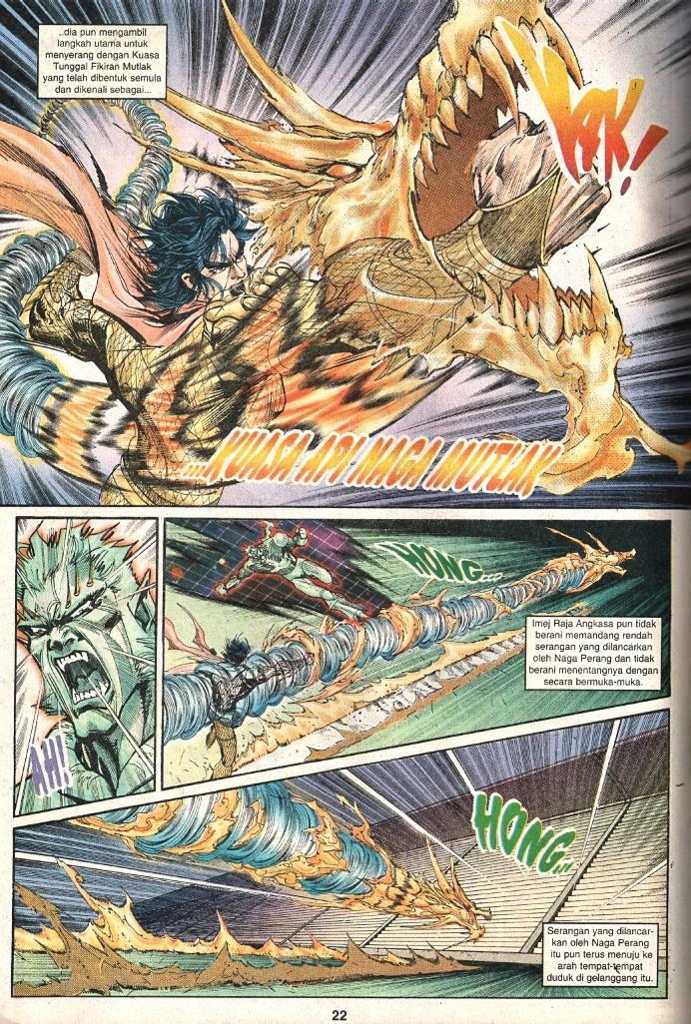 ..dia pun mengambil
langkah utama untuk
menyerang dengan Kuasa
Tunggal Fikiran Mutlak
yang telah dibentuk semula
dan dikenali sebagai...
YAK!
...KUASA API NAGA MUTLAK
AH!
HONG...
Imej Raja Angkasa pun tidak
berani memandang rendah
serangan yang dilancarkan
oleh Naga Perang dan tidak
berani menentangnya dengan
secara bermuka-muka.
HONG...
Serangan yang dilancar-
kan oleh Naga Perang
itu pun terus menuju ke
arah tempat-tempat
duduk di gelanggang itu.
22